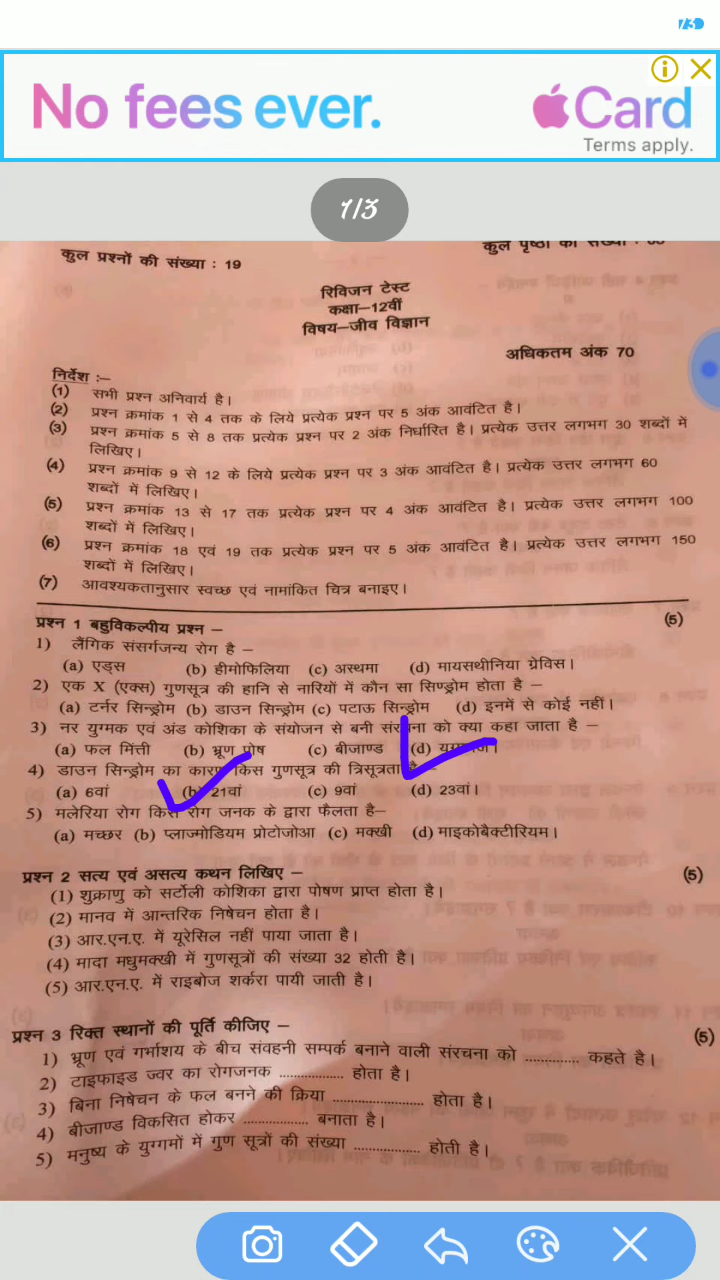 No fees ever.
Card
Terms apply.
1/3
कुल प्रश्नों की संख्या : 19
कुल पृष्ठों की संख्या :
रिविजन टेस्ट
कक्षा–12वीं
विषय–जीव विज्ञान
अधिकतम अंक 70
निर्देश :–
(1) सभी प्रश्न अनिवार्य है।
(2) प्रश्न क्रमांक 1 से 4 तक के लिये प्रत्येक प्रश्न पर 5 अंक आवंटित है।
(3) प्रश्न क्रमांक 5 से 8 तक प्रत्येक प्रश्न पर 2 अंक निर्धारित है। प्रत्येक उत्तर लगभग 30 शब्दों में
लिखिए।
(4) प्रश्न क्रमांक 9 से 12 के लिये प्रत्येक प्रश्न पर 3 अंक आवंटित है। प्रत्येक उत्तर लगभग 60
शब्दों में लिखिए।
(5) प्रश्न क्रमांक 13 से 17 तक प्रत्येक प्रश्न पर 4 अंक आवंटित है। प्रत्येक उत्तर लगभग 100
शब्दों में लिखिए।
(6) प्रश्न क्रमांक 18 एवं 19 तक प्रत्येक प्रश्न पर 5 अंक आवंटित है। प्रत्येक उत्तर लगभग 150
शब्दों में लिखिए।
(7) आवश्यकतानुसार स्वच्छ एवं नामांकित चित्र बनाइए।
प्रश्न 1 बहुविकल्पीय प्रश्न – (5)
1) लैंगिक संसर्गजन्य रोग है –
(a) एड्स (b) हीमोफिलिया (c) अस्थमा (d) मायसथीनिया ग्रेविस।
2) एक X (एक्स) गुणसूत्र की हानि से नारियों में कौन सा सिण्ड्रोम होता है –
(a) टर्नर सिन्ड्रोम (b) डाउन सिन्ड्रोम (c) पटाऊ सिन्ड्रोम (d) इनमें से कोई नहीं।
3) नर युग्मक एवं अंड कोशिका के संयोजन से बनी संरचना को क्या कहा जाता है –
(a) फल मिंत्ती (b) भ्रूण पोष (c) बीजाण्ड (d)
4) डाउन सिन्ड्रोम का कारण किस गुणसूत्र की त्रिसूत्रता है –
(a) 6वां (b) 21वां (c) 9वां (d) 23वां।
5) मलेरिया रोग किस रोग जनक के द्वारा फैलता है–
(a) मच्छर (b) प्लाज्मोडियम प्रोटोजोआ (c) मक्खी (d) माइकोबैक्टीरियम।
प्रश्न 2 सत्य एवं असत्य कथन लिखिए – (5)
(1) शुक्राणु को सर्टोली कोशिका द्वारा पोषण प्राप्त होता है।
(2) मानव में आन्तरिक निषेचन होता है।
(3) आर.एन.ए. में यूरेसिल नहीं पाया जाता है।
(4) मादा मधुमक्खी में गुणसूत्रों की संख्या 32 होती है।
(5) आर.एन.ए. में राइबोज शर्करा पायी जाती है।
प्रश्न 3 रिक्त स्थानों की पूर्ति कीजिए – (5)
1) भ्रूण एवं गर्भाशय के बीच संवहनी सम्पर्क बनाने वाली संरचना को ............. कहते है।
2) टाइफाइड ज्वर का रोगजनक ................ होता है।
3) बिना निषेचन के फल बनने की क्रिया ....................... होता है।
4) बीजाण्ड विकसित होकर ................ बनाता है।
5) मनुष्य के युग्गमों में गुण सूत्रों की संख्या ................ होती है।